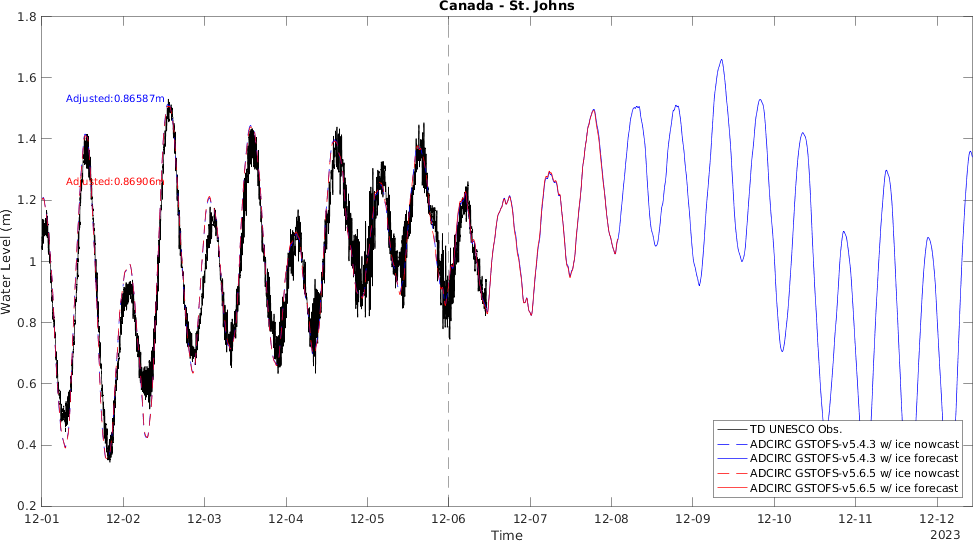 Canada - St. Johns
1.8
1.6
1.4
1.2
1
0.8
0.6
0.4
0.2
Water Level (m)
Adjusted:0.86587m
Adjusted:0.86906m
TD UNESCO Obs.
ADCIRC GSTOFS-v5.4.3 w/ ice nowcast
ADCIRC GSTOFS-v5.4.3 w/ ice forecast
ADCIRC GSTOFS-v5.6.5 w/ ice nowcast
ADCIRC GSTOFS-v5.6.5 w/ ice forecast
12-01 12-02 12-03 12-04 12-05 12-06 12-07 12-08 12-09 12-10 12-11 12-12
Time
2023